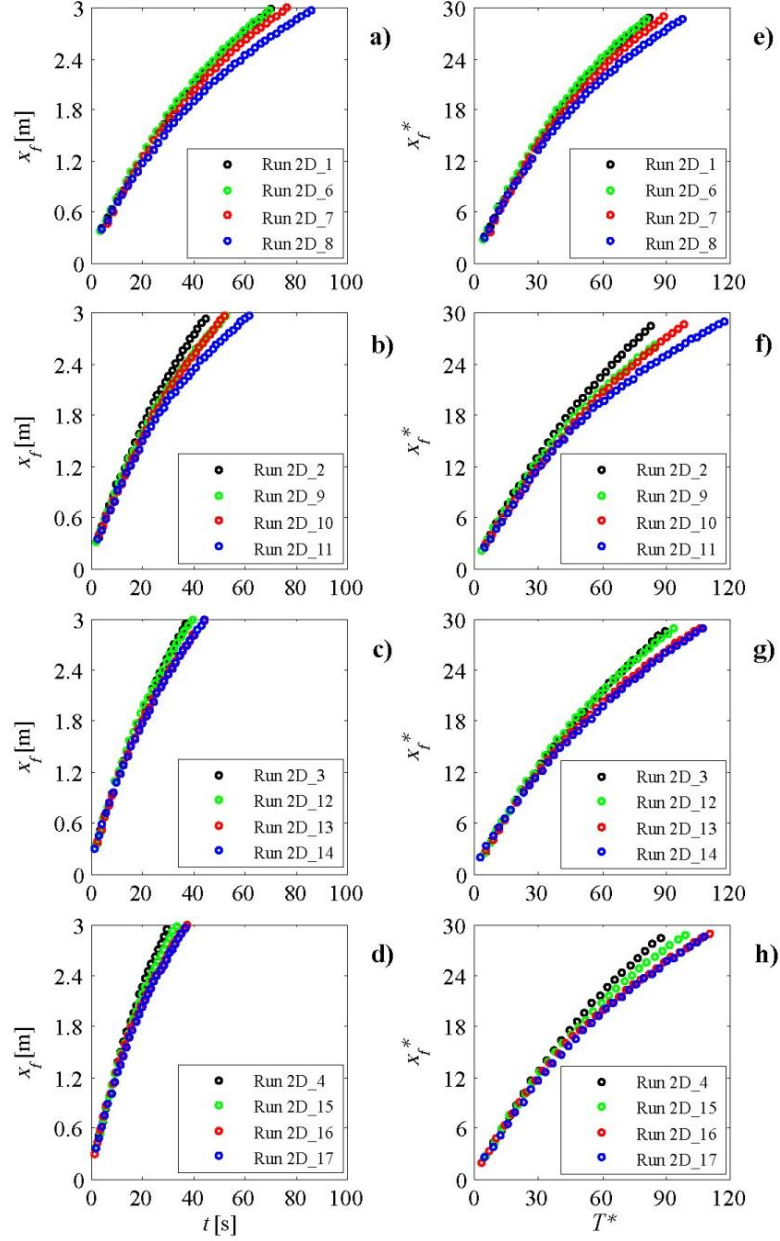 3
2.4
1.8
1.2
0.6
0
x_f [m]
0 20 40 60 80 100
a)
Run 2D_1
Run 2D_6
Run 2D_7
Run 2D_8
30
24
18
12
6
0
x_f*
0 30 60 90 120
e)
Run 2D_1
Run 2D_6
Run 2D_7
Run 2D_8
3
2.4
1.8
1.2
0.6
0
x_f [m]
0 20 40 60 80 100
b)
Run 2D_2
Run 2D_9
Run 2D_10
Run 2D_11
30
24
18
12
6
0
x_f*
0 30 60 90 120
f)
Run 2D_2
Run 2D_9
Run 2D_10
Run 2D_11
3
2.4
1.8
1.2
0.6
0
x_f [m]
0 20 40 60 80 100
c)
Run 2D_3
Run 2D_12
Run 2D_13
Run 2D_14
30
24
18
12
6
0
x_f*
0 30 60 90 120
g)
Run 2D_3
Run 2D_12
Run 2D_13
Run 2D_14
3
2.4
1.8
1.2
0.6
0
x_f [m]
0 20 40 60 80 100
t [s]
d)
Run 2D_4
Run 2D_15
Run 2D_16
Run 2D_17
30
24
18
12
6
0
x_f*
0 30 60 90 120
T*
h)
Run 2D_4
Run 2D_15
Run 2D_16
Run 2D_17